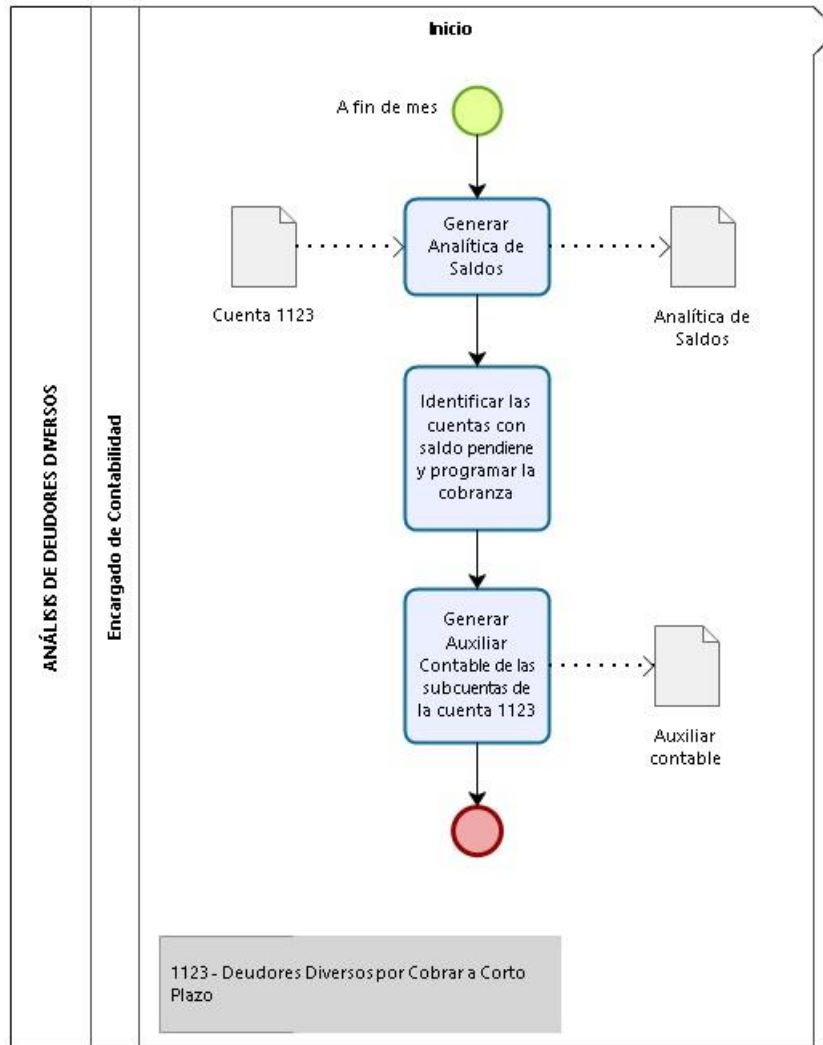 Inicio
A fin de mes
Generar
Analítica de
Saldos
Cuenta 1123
Analítica de
Saldos
Identificar las
cuentas con
saldo pendiene
y programar la
cobranza
Generar
Auxiliar
Contable de las
subcuentas de
la cuenta 1123
Auxiliar
contable
ANÁLISIS DE DEUDORES DIVERSOS
Encargado de Contabilidad
1123 - Deudores Diversos por Cobrar a Corto
Plazo